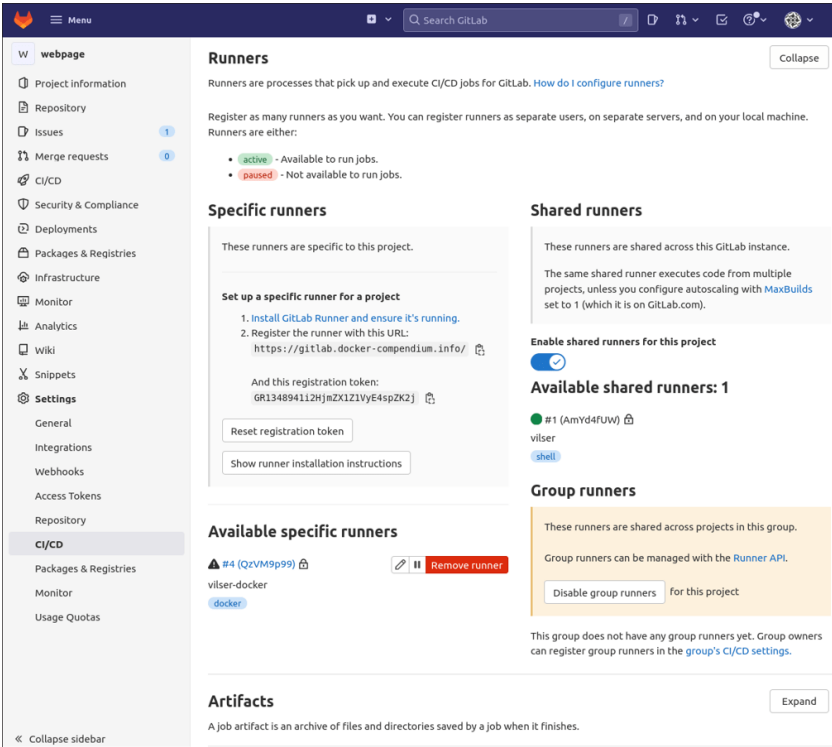 Menu
Search GitLab
/
W webpage
Project information
Repository
Issues 1
Merge requests 0
CI/CD
Security & Compliance
Deployments
Packages & Registries
Infrastructure
Monitor
Analytics
Wiki
Snippets
Settings
General
Integrations
Webhooks
Access Tokens
Repository
CI/CD
Packages & Registries
Monitor
Usage Quotas
Collapse sidebar
Runners
Collapse
Runners are processes that pick up and execute CI/CD jobs for GitLab. How do I configure runners?
Register as many runners as you want. You can register runners as separate users, on separate servers, and on your local machine.
Runners are either:
• active - Available to run jobs.
• paused - Not available to run jobs.
Specific runners
These runners are specific to this project.
Set up a specific runner for a project
1. Install GitLab Runner and ensure it's running.
2. Register the runner with this URL:
https://gitlab.docker-compendium.info/
And this registration token:
GR1348941i2HjmZX1Z1VyE4spZK2j
Reset registration token
Show runner installation instructions
Available specific runners
#4 (QzVM9p99)
Remove runner
vilser-docker
docker
Shared runners
These runners are shared across this GitLab instance.
The same shared runner executes code from multiple
projects, unless you configure autoscaling with MaxBuilds
set to 1 (which it is on GitLab.com).
Enable shared runners for this project
Available shared runners: 1
#1 (AmYd4fUW)
vilser
shell
Group runners
These runners are shared across projects in this group.
Group runners can be managed with the Runner API.
Disable group runners for this project
This group does not have any group runners yet. Group owners
can register group runners in the group's CI/CD settings.
Artifacts
Expand
A job artifact is an archive of files and directories saved by a job when it finishes.